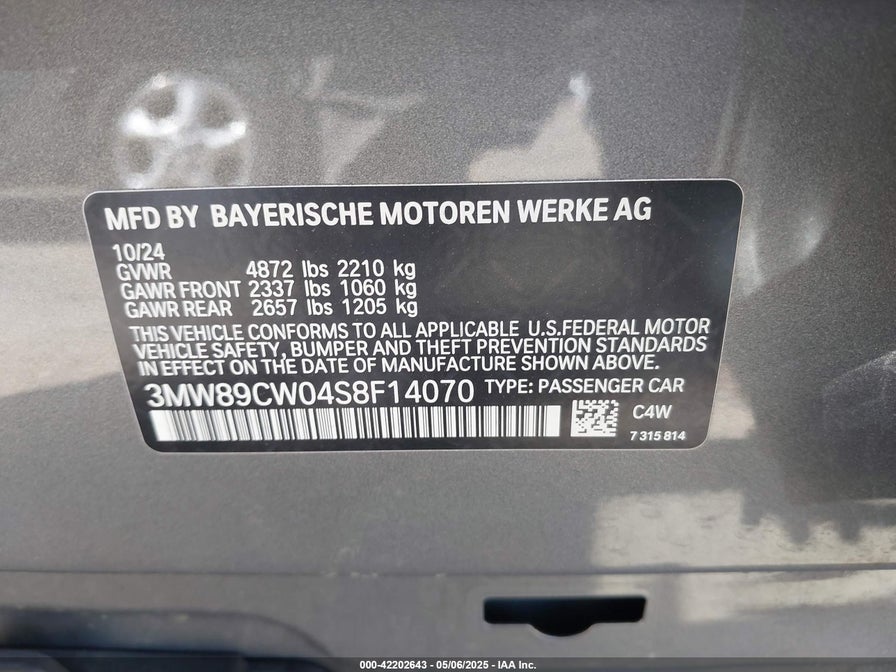 MFD BY BAYERISCHE MOTOREN WERKE AG
10/24
GVWR 4872 lbs 2210 kg
GAWR FRONT 2337 lbs 1060 kg
GAWR REAR 2657 lbs 1205 kg
THIS VEHICLE CONFORMS TO ALL APPLICABLE U.S.FEDERAL MOTOR
VEHICLE SAFETY, BUMPER AND THEFT PREVENTION STANDARDS
IN EFFECT ON THE DATE OF MANUFACTURE SHOWN ABOVE.
3MW89CW04S8F14070 TYPE: PASSENGER CAR
C4W
7 315 814
000-42202643 - 05/06/2025 - IAA Inc.